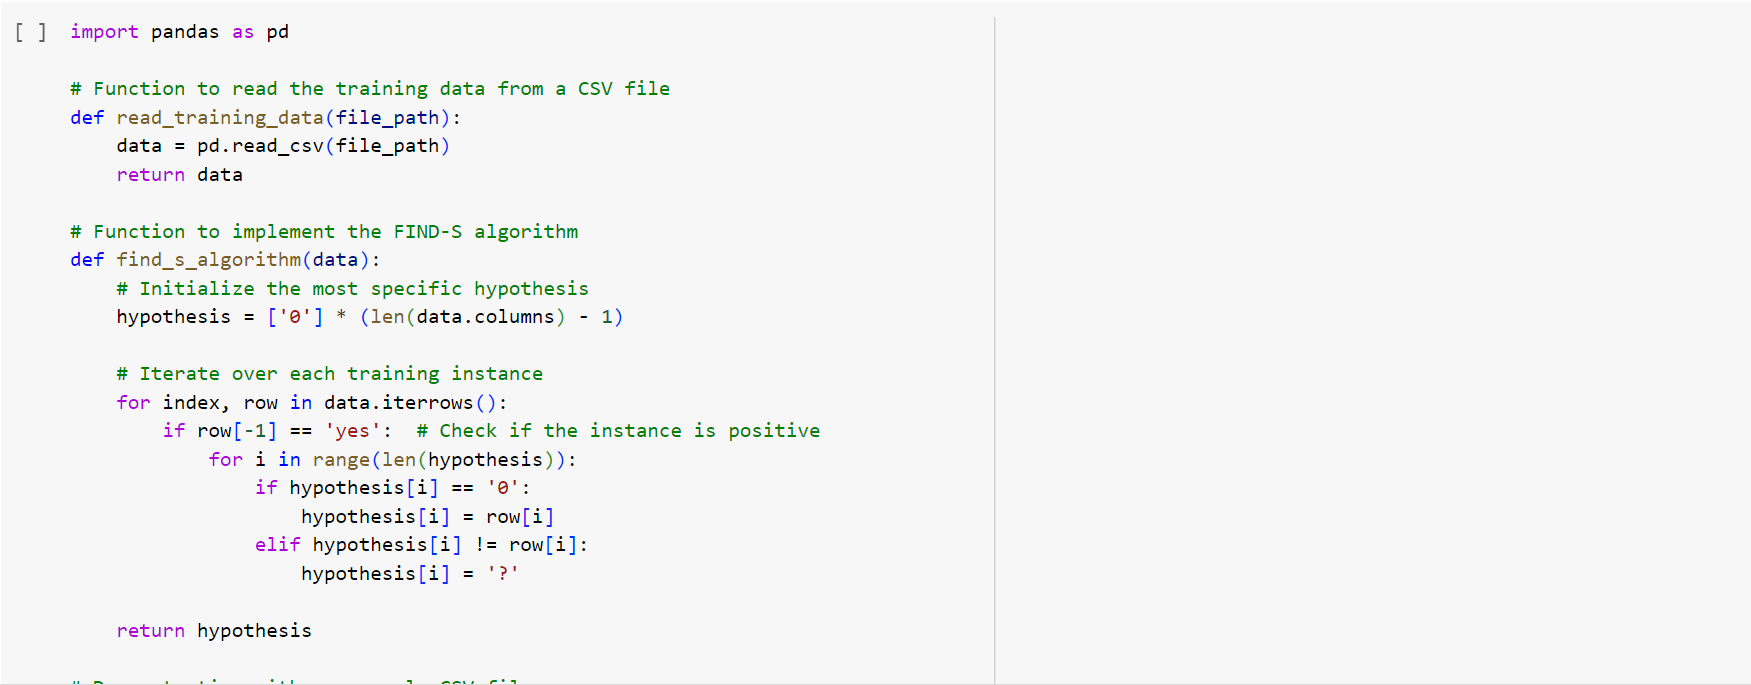 [ ] import pandas as pd
# Function to read the training data from a CSV file
def read_training_data(file_path):
    data = pd.read_csv(file_path)
    return data
# Function to implement the FIND-S algorithm
def find_s_algorithm(data):
    # Initialize the most specific hypothesis
    hypothesis = ['0'] * (len(data.columns) - 1)
    # Iterate over each training instance
    for index, row in data.iterrows():
        if row[-1] == 'yes':  # Check if the instance is positive
            for i in range(len(hypothesis)):
                if hypothesis[i] == '0':
                    hypothesis[i] = row[i]
                elif hypothesis[i] != row[i]:
                    hypothesis[i] = '?'
    return hypothesis